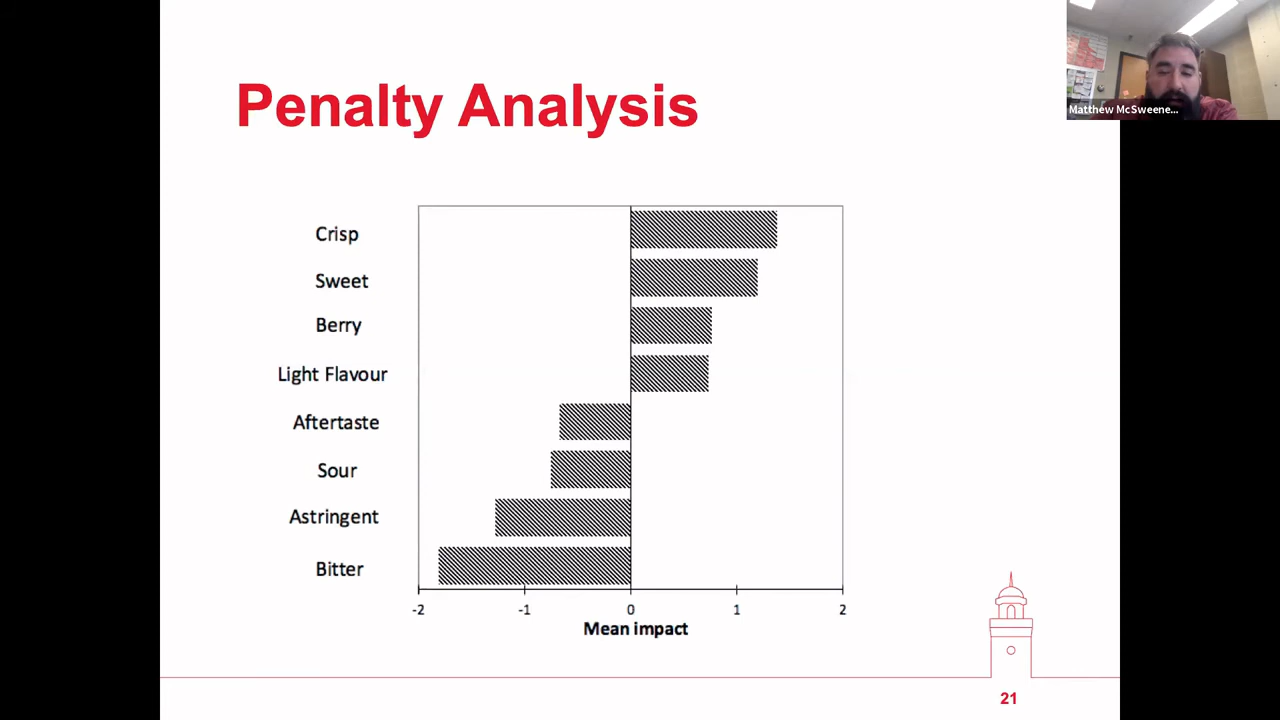 Penalty Analysis
Matthew McSweene...
Crisp
Sweet
Berry
Light Flavour
Aftertaste
Sour
Astringent
Bitter
-2 -1 0 1 2
Mean impact
21